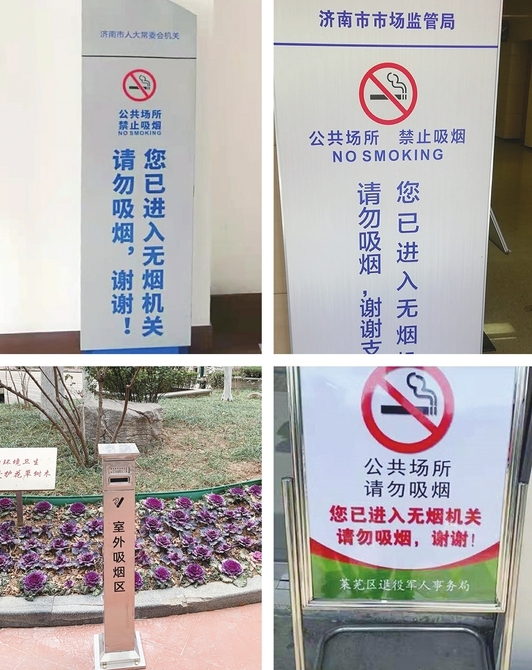 济南市人大常委会机关
公共场所
禁止吸烟
NO SMOKING
您已进入无烟机关
请勿吸烟，谢谢！
济南市市场监管局
公共场所 禁止吸烟
NO SMOKING
您已进入无烟机
请勿吸烟，谢谢支
环境卫生
护花草树木
室外吸烟区
公共场所
请勿吸烟
您已进入无烟机关
请勿吸烟，谢谢！
莱芜区退役军人事务局